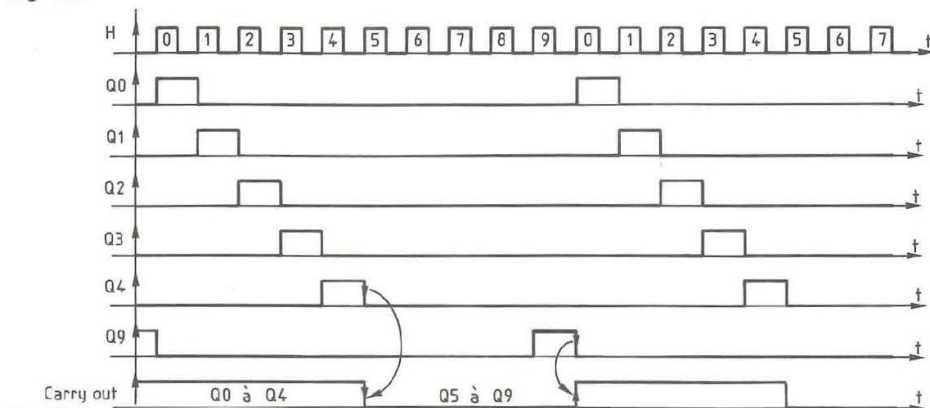 H 0 1 2 3 4 5 6 7 8 9 0 1 2 3 4 5 6 7 t
Q0 t
Q1 t
Q2 t
Q3 t
Q4 t
Q9 t
Carry out Q0 à Q4 Q5 à Q9 t